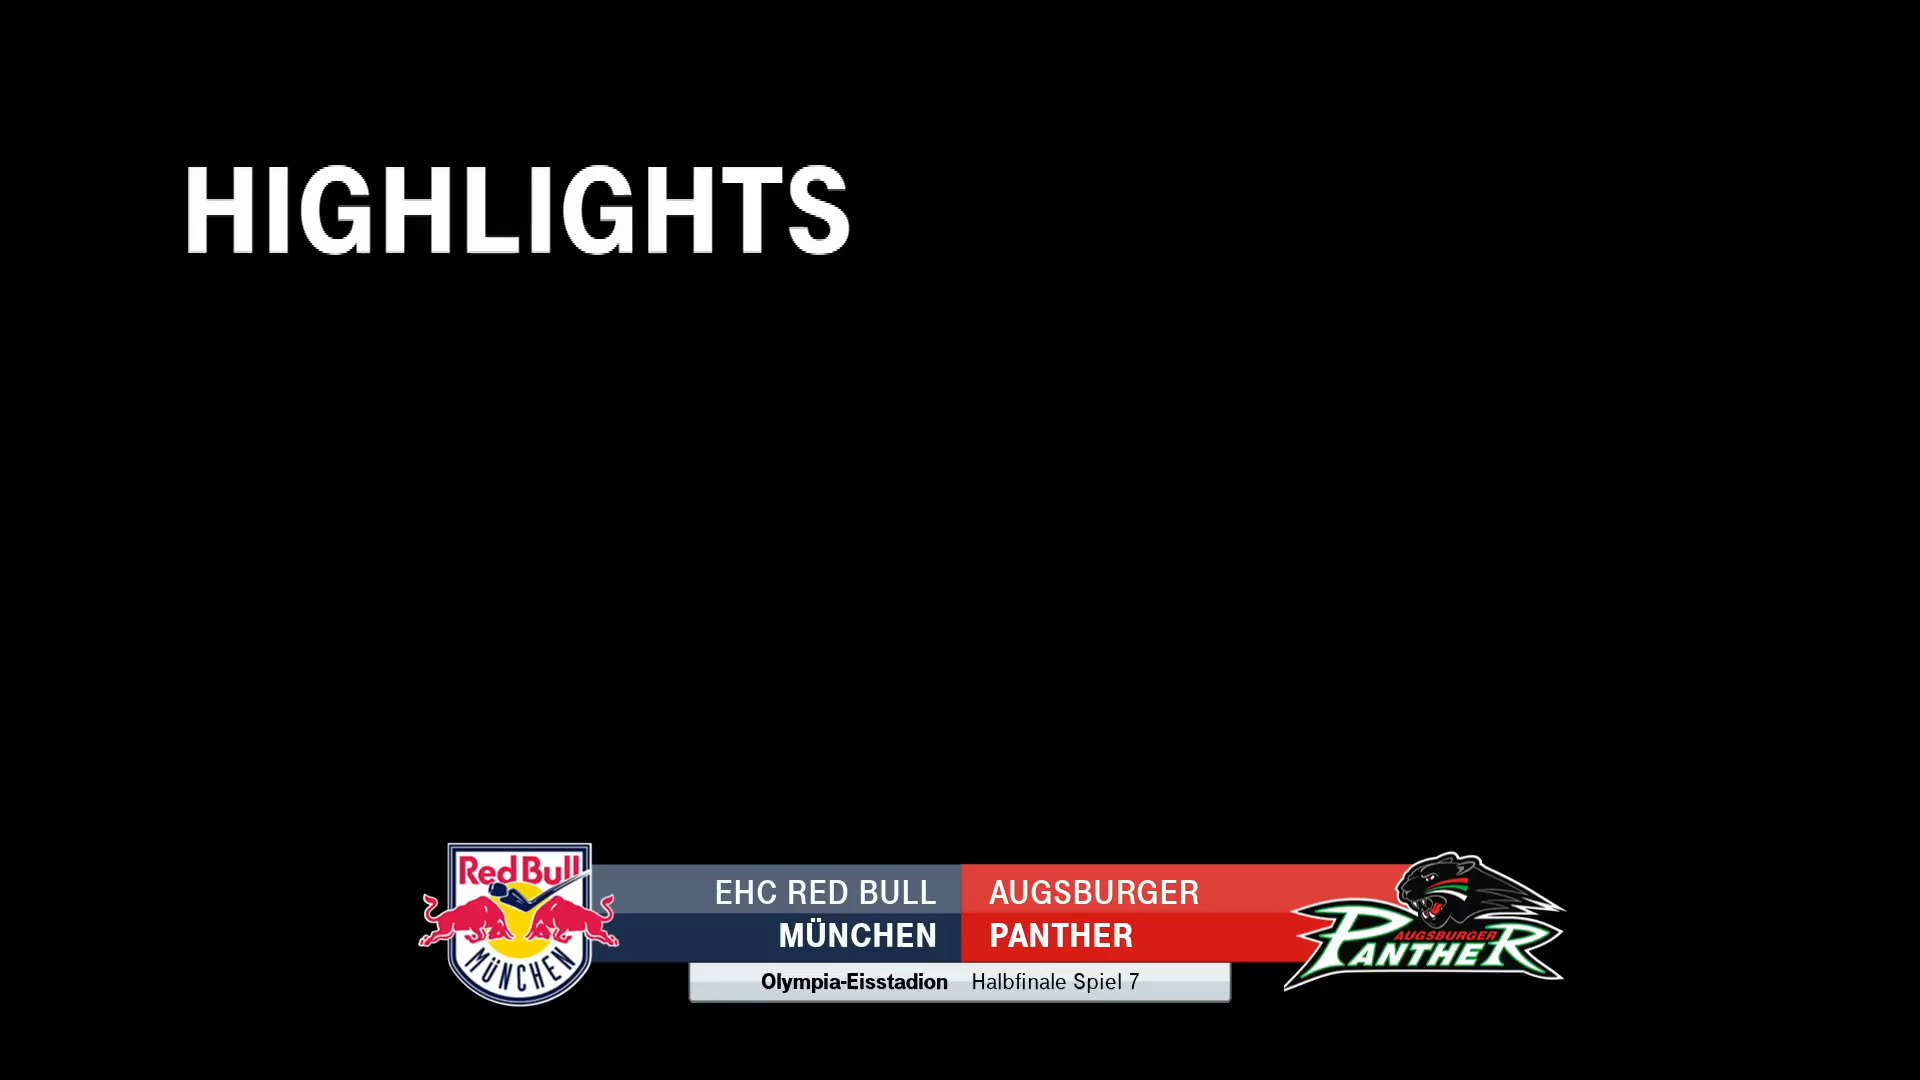 HIGHLIGHTS
Red Bull
MÜNCHEN
EHC RED BULL
MÜNCHEN
AUGSBURGER
PANTHER
AUGSBURGER
PANTHER
Olympia-Eisstadion Halbfinale Spiel 7